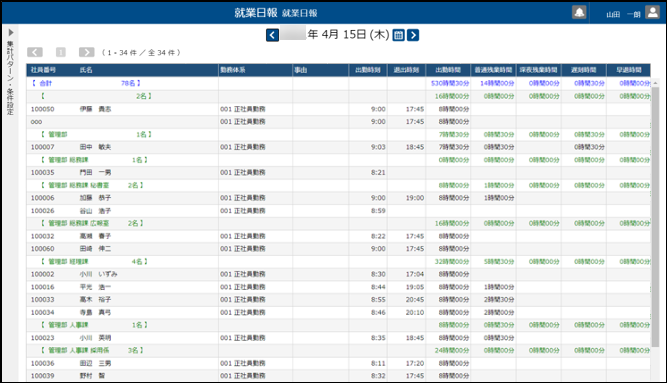 就業日報 就業日報
山田 一朗
年 4月 15日 (木)
( 1 - 34 件 / 全 34 件 )
集計パターン・条件設定
社員番号 氏名 勤務体系 事由 出勤時刻 退出時刻 出勤時間 普通残業時間 深夜残業時間 遅刻時間 早退時間
【 合計 78名 】 530時間30分 14時間00分 0時間00分 0時間30分 0時間00分
【 2名 】 16時間00分 0時間00分 0時間00分 0時間00分 0時間00分
100050 伊藤 貴志 001 正社員勤務 9:00 17:45 8時間00分
ooo 001 正社員勤務 9:00 17:45 8時間00分
【 管理部 1名 】 7時間30分 0時間30分 0時間00分 0時間30分 0時間00分
100007 田中 敏夫 001 正社員勤務 9:03 18:45 7時間30分 0時間30分 0時間30分
【 管理部 総務課 1名 】 0時間00分 0時間00分 0時間00分 0時間00分 0時間00分
100035 門田 一男 001 正社員勤務 8:21
【 管理部 総務課 秘書室 2名 】 8時間00分 1時間00分 0時間00分 0時間00分 0時間00分
100006 加藤 恭子 001 正社員勤務 9:00 19:00 8時間00分 1時間00分
100026 谷山 浩子 001 正社員勤務 8:59
【 管理部 総務課 広報室 2名 】 16時間00分 0時間00分 0時間00分 0時間00分 0時間00分
100032 高瀬 春子 001 正社員勤務 8:22 17:45 8時間00分
100060 田崎 伸二 001 正社員勤務 9:00 17:45 8時間00分
【 管理部 経理課 4名 】 32時間00分 5時間30分 0時間00分 0時間00分 0時間00分
100002 小川 いずみ 001 正社員勤務 8:30 17:04 8時間00分
100016 平元 浩一 001 正社員勤務 8:44 19:05 8時間00分 1時間00分
100033 高木 裕子 001 正社員勤務 8:55 20:45 8時間00分 2時間30分
100034 寺島 真弓 001 正社員勤務 8:46 20:10 8時間00分 2時間00分
【 管理部 人事課 1名 】 8時間00分 0時間30分 0時間00分 0時間00分 0時間00分
100023 小川 英明 001 正社員勤務 8:35 18:45 8時間00分 0時間30分
【 管理部 人事課 採用係 3名 】 24時間00分 0時間00分 0時間00分 0時間00分 0時間00分
100036 田辺 三男 001 正社員勤務 8:11 17:20 8時間00分
100039 野村 智 001 正社員勤務 8:32 17:45 8時間00分